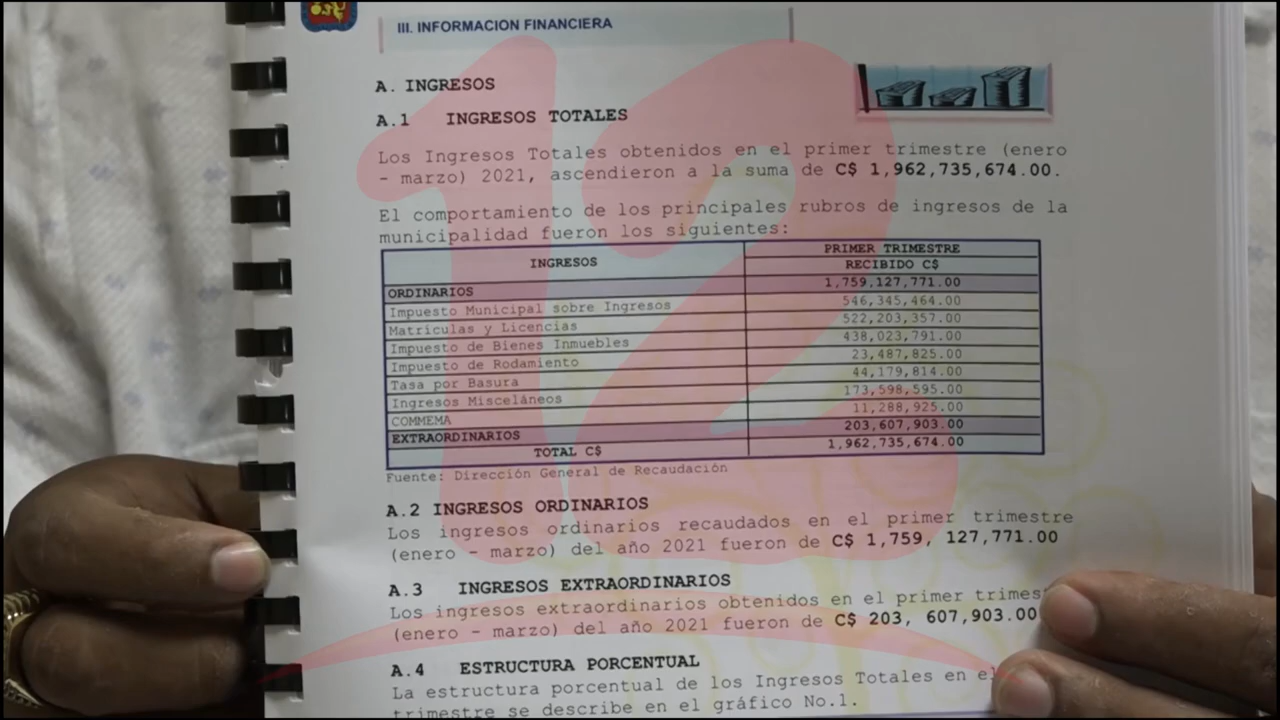 III. INFORMACION FINANCIERA
A. INGRESOS
A.1 INGRESOS TOTALES
Los Ingresos Totales obtenidos en el primer trimestre (enero
- marzo) 2021, ascendieron a la suma de C$ 1,962,735,674.00.
El comportamiento de los principales rubros de ingresos de la
municipalidad fueron los siguientes:
INGRESOS PRIMER TRIMESTRE
RECIBIDO C$
ORDINARIOS 1,759,127,771.00
Impuesto Municipal sobre Ingresos 546,345,464.00
Matrículas y Licencias 522,203,357.00
Impuesto de Bienes Inmuebles 438,023,791.00
Impuesto de Rodamiento 23,487,825.00
Tasa por Basura 44,179,814.00
Ingresos Misceláneos 173,598,595.00
COMMEMA 11,288,925.00
EXTRAORDINARIOS 203,607,903.00
TOTAL C$ 1,962,735,674.00
Fuente: Dirección General de Recaudación
A.2 INGRESOS ORDINARIOS
Los ingresos ordinarios recaudados en el primer trimestre
(enero - marzo) del año 2021 fueron de C$ 1,759, 127,771.00
A.3 INGRESOS EXTRAORDINARIOS
Los ingresos extraordinarios obtenidos en el primer trimes
(enero - marzo) del año 2021 fueron de C$ 203, 607,903.00
A.4 ESTRUCTURA PORCENTUAL
La estructura porcentual de los Ingresos Totales en el
trimestre se describe en el gráfico No.1.
12